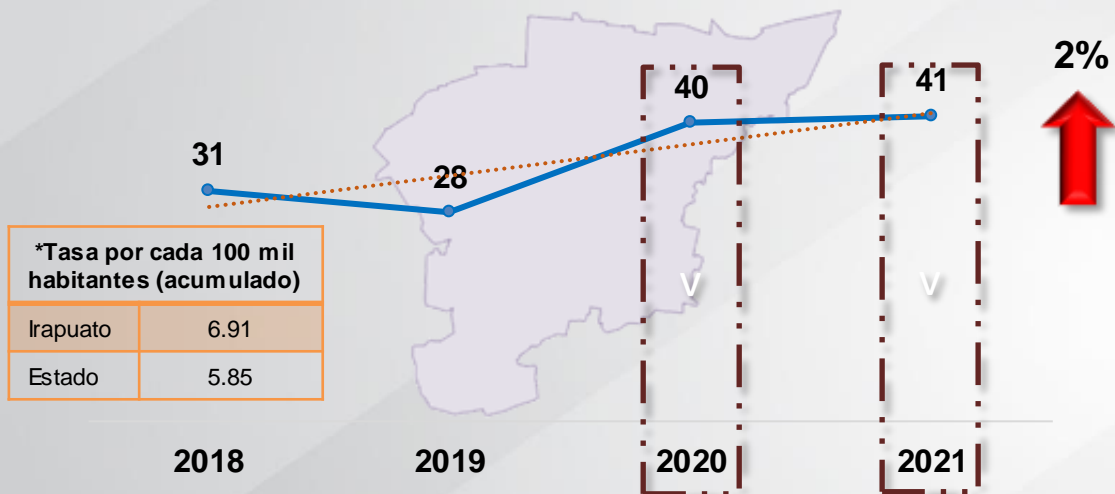 2%
40
41
31
28
*Tasa por cada 100 mil
habitantes (acumulado)
Irapuato 6.91
Estado 5.85
V
V
2018 2019 2020 2021